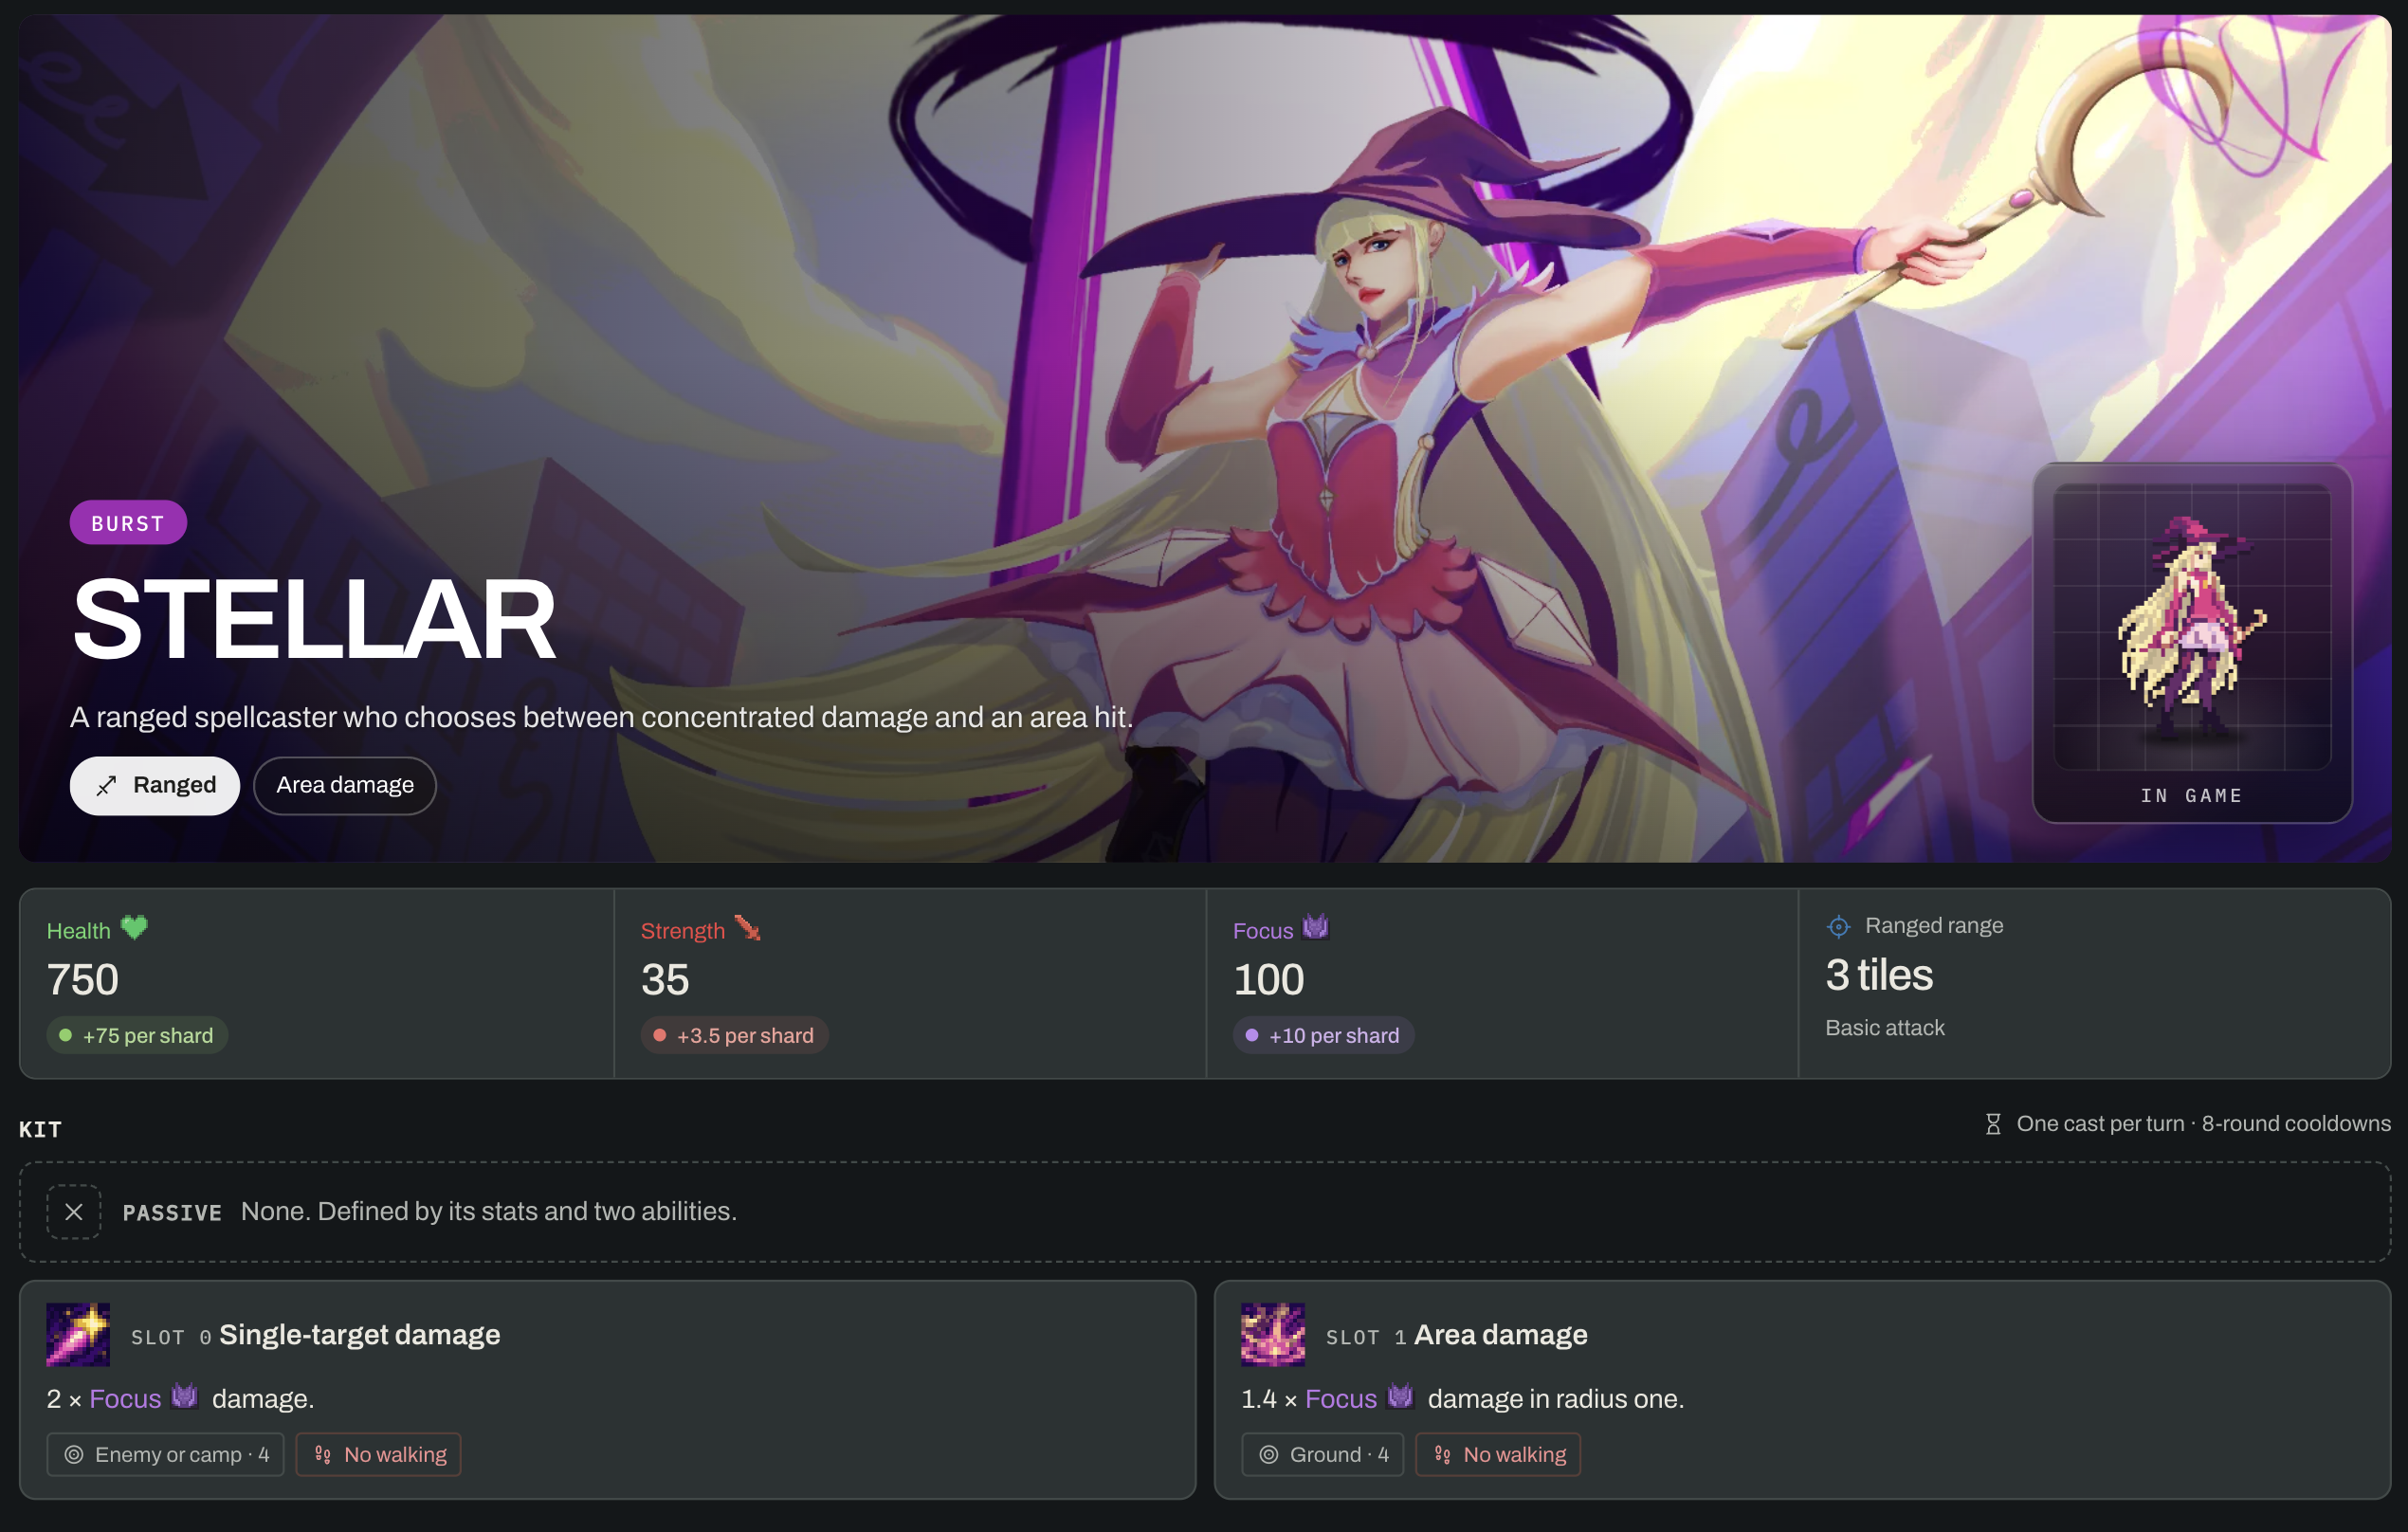 BURST
STELLAR
A ranged spellcaster who chooses between concentrated damage and an area hit.
Ranged
Area damage
IN GAME
Health
750
+75 per shard
Strength
35
+3.5 per shard
Focus
100
+10 per shard
Ranged range
3 tiles
Basic attack
KIT
One cast per turn · 8-round cooldowns
PASSIVE None. Defined by its stats and two abilities.
SLOT 0 Single-target damage
2 × Focus damage.
Enemy or camp · 4
No walking
SLOT 1 Area damage
1.4 × Focus damage in radius one.
Ground · 4
No walking